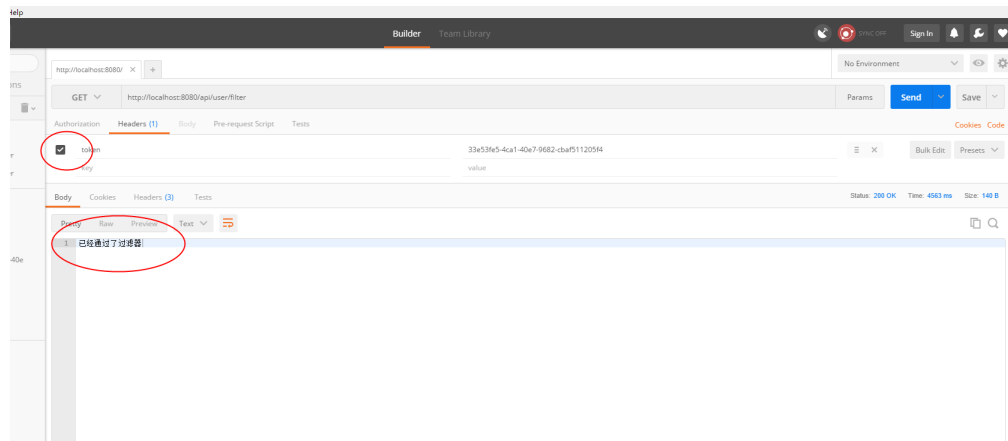 Help
Builder Team Library SYNC OFF Sign In
http://localhost:8080/ No Environment
ns
GET http://localhost:8080/api/user/filter Params Send Save
Authorization Headers (1) Body Pre-request Script Tests Cookies Code
token 33e53fe5-4ca1-40e7-9682-cbaf511205f4 Bulk Edit Presets
key value
Body Cookies Headers (3) Tests Status: 200 OK Time: 4563 ms Size: 140 B
Pretty Raw Preview Text
1 已经通过了过滤器
-40e